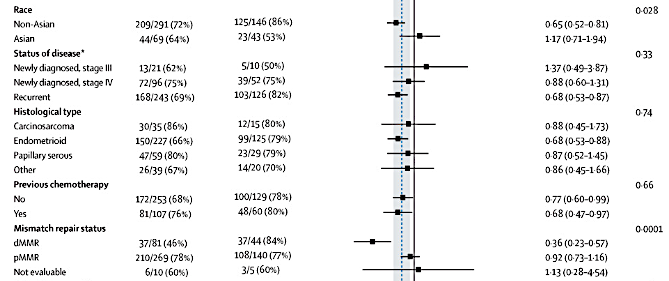 Race 0·028
Non-Asian 209/291 (72%) 125/146 (86%) 0·65 (0·52–0·81)
Asian 44/69 (64%) 23/43 (53%) 1·17 (0·71–1·94)
Status of disease* 0·33
Newly diagnosed, stage III 13/21 (62%) 5/10 (50%) 1·37 (0·49–3·87)
Newly diagnosed, stage IV 72/96 (75%) 39/52 (75%) 0·88 (0·60–1·31)
Recurrent 168/243 (69%) 103/126 (82%) 0·68 (0·53–0·87)
Histological type 0·74
Carcinosarcoma 30/35 (86%) 12/15 (80%) 0·88 (0·45–1·73)
Endometrioid 150/227 (66%) 99/125 (79%) 0·68 (0·53–0·88)
Papillary serous 47/59 (80%) 23/29 (79%) 0·87 (0·52–1·45)
Other 26/39 (67%) 14/20 (70%) 0·86 (0·45–1·66)
Previous chemotherapy 0·66
No 172/253 (68%) 100/129 (78%) 0·77 (0·60–0·99)
Yes 81/107 (76%) 48/60 (80%) 0·68 (0·47–0·97)
Mismatch repair status 0·0001
dMMR 37/81 (46%) 37/44 (84%) 0·36 (0·23–0·57)
pMMR 210/269 (78%) 108/140 (77%) 0·92 (0·73–1·16)
Not evaluable 6/10 (60%) 3/5 (60%) 1·13 (0·28–4·54)